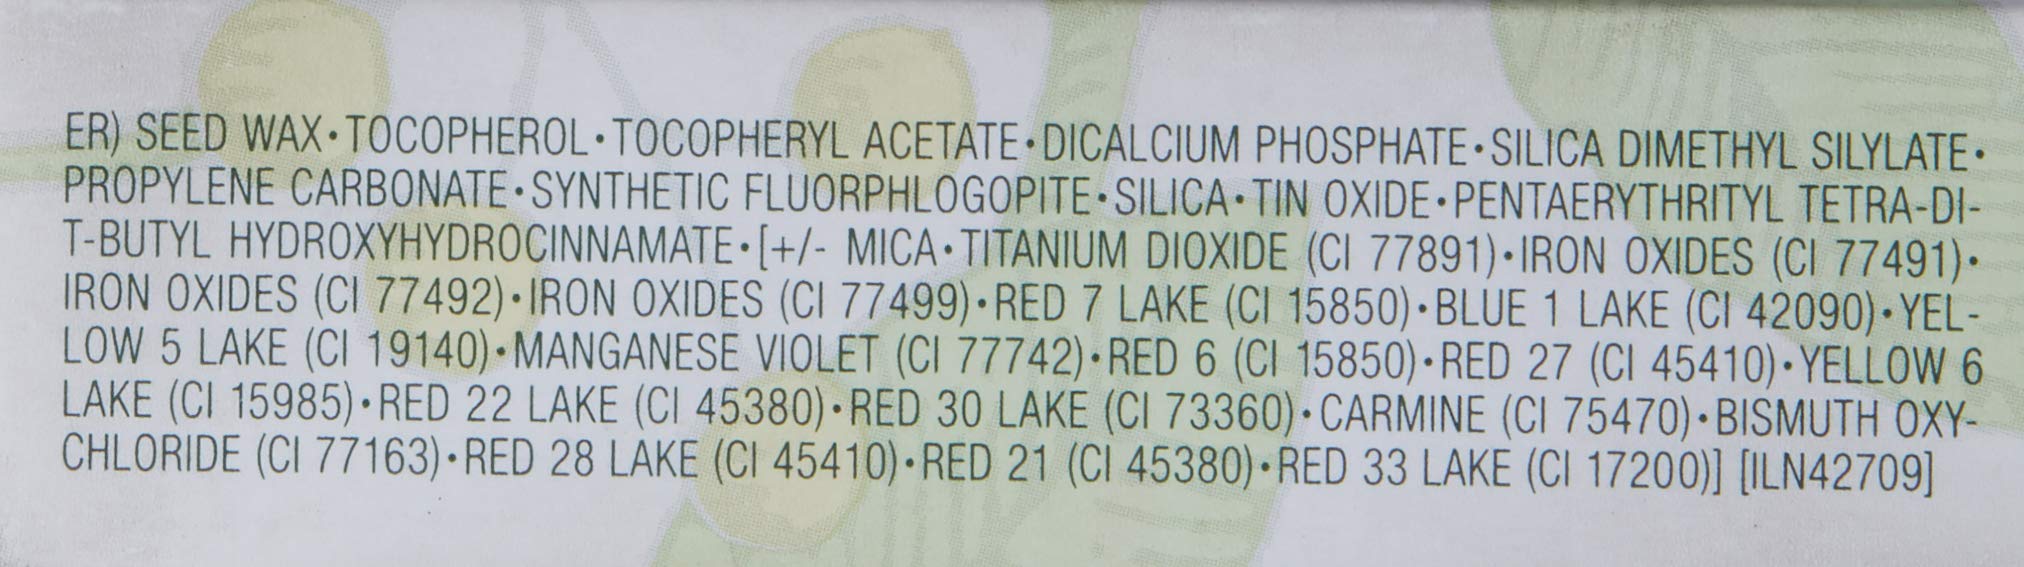 ER) SEED WAX•TOCOPHEROL•TOCOPHERYL ACETATE•DICALCIUM PHOSPHATE•SILICA DIMETHYL SILYLATE•
PROPYLENE CARBONATE•SYNTHETIC FLUORPHLOGOPITE•SILICA•TIN OXIDE•PENTAERYTHRITYL TETRA-DI-
T-BUTYL HYDROXYHYDROCINNAMATE•[+/- MICA•TITANIUM DIOXIDE (CI 77891)•IRON OXIDES (CI 77491)•
IRON OXIDES (CI 77492)•IRON OXIDES (CI 77499)•RED 7 LAKE (CI 15850)•BLUE 1 LAKE (CI 42090)•YEL-
LOW 5 LAKE (CI 19140)•MANGANESE VIOLET (CI 77742)•RED 6 (CI 15850)•RED 27 (CI 45410)•YELLOW 6
LAKE (CI 15985)•RED 22 LAKE (CI 45380)•RED 30 LAKE (CI 73360)•CARMINE (CI 75470)•BISMUTH OXY-
CHLORIDE (CI 77163)•RED 28 LAKE (CI 45410)•RED 21 (CI 45380)•RED 33 LAKE (CI 17200)] [ILN42709]